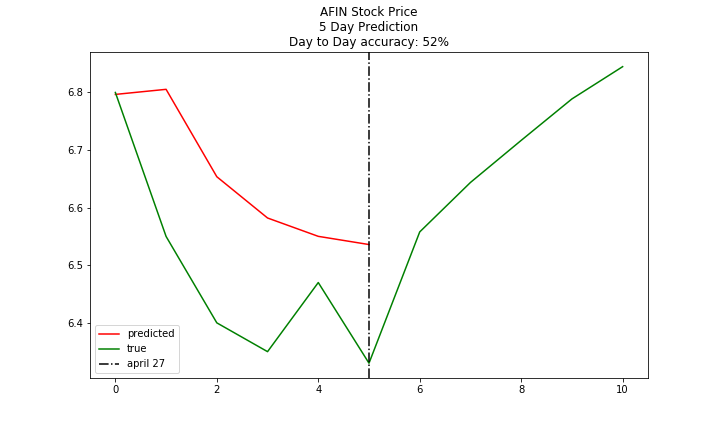 AFIN Stock Price
5 Day Prediction
Day to Day accuracy: 52%
6.8
6.7
6.6
6.5
6.4
predicted
true
april 27
0
2
4
6
8
10